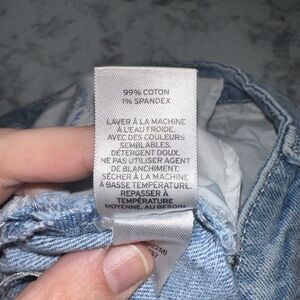 99% COTON
1% SPANDEX
LAVER À LA MACHINE
À L'EAU FROIDE.
AVEC DES COULEURS
SEMBLABLES.
DÉTERGENT DOUX.
NE PAS UTILISER AGENT
DE BLANCHIMENT.
SÉCHER À LA MACHINE
À BASSE TEMPÉRATURE.
REPASSER À
TEMPÉRATURE
MOYENNE, AU BESOIN.